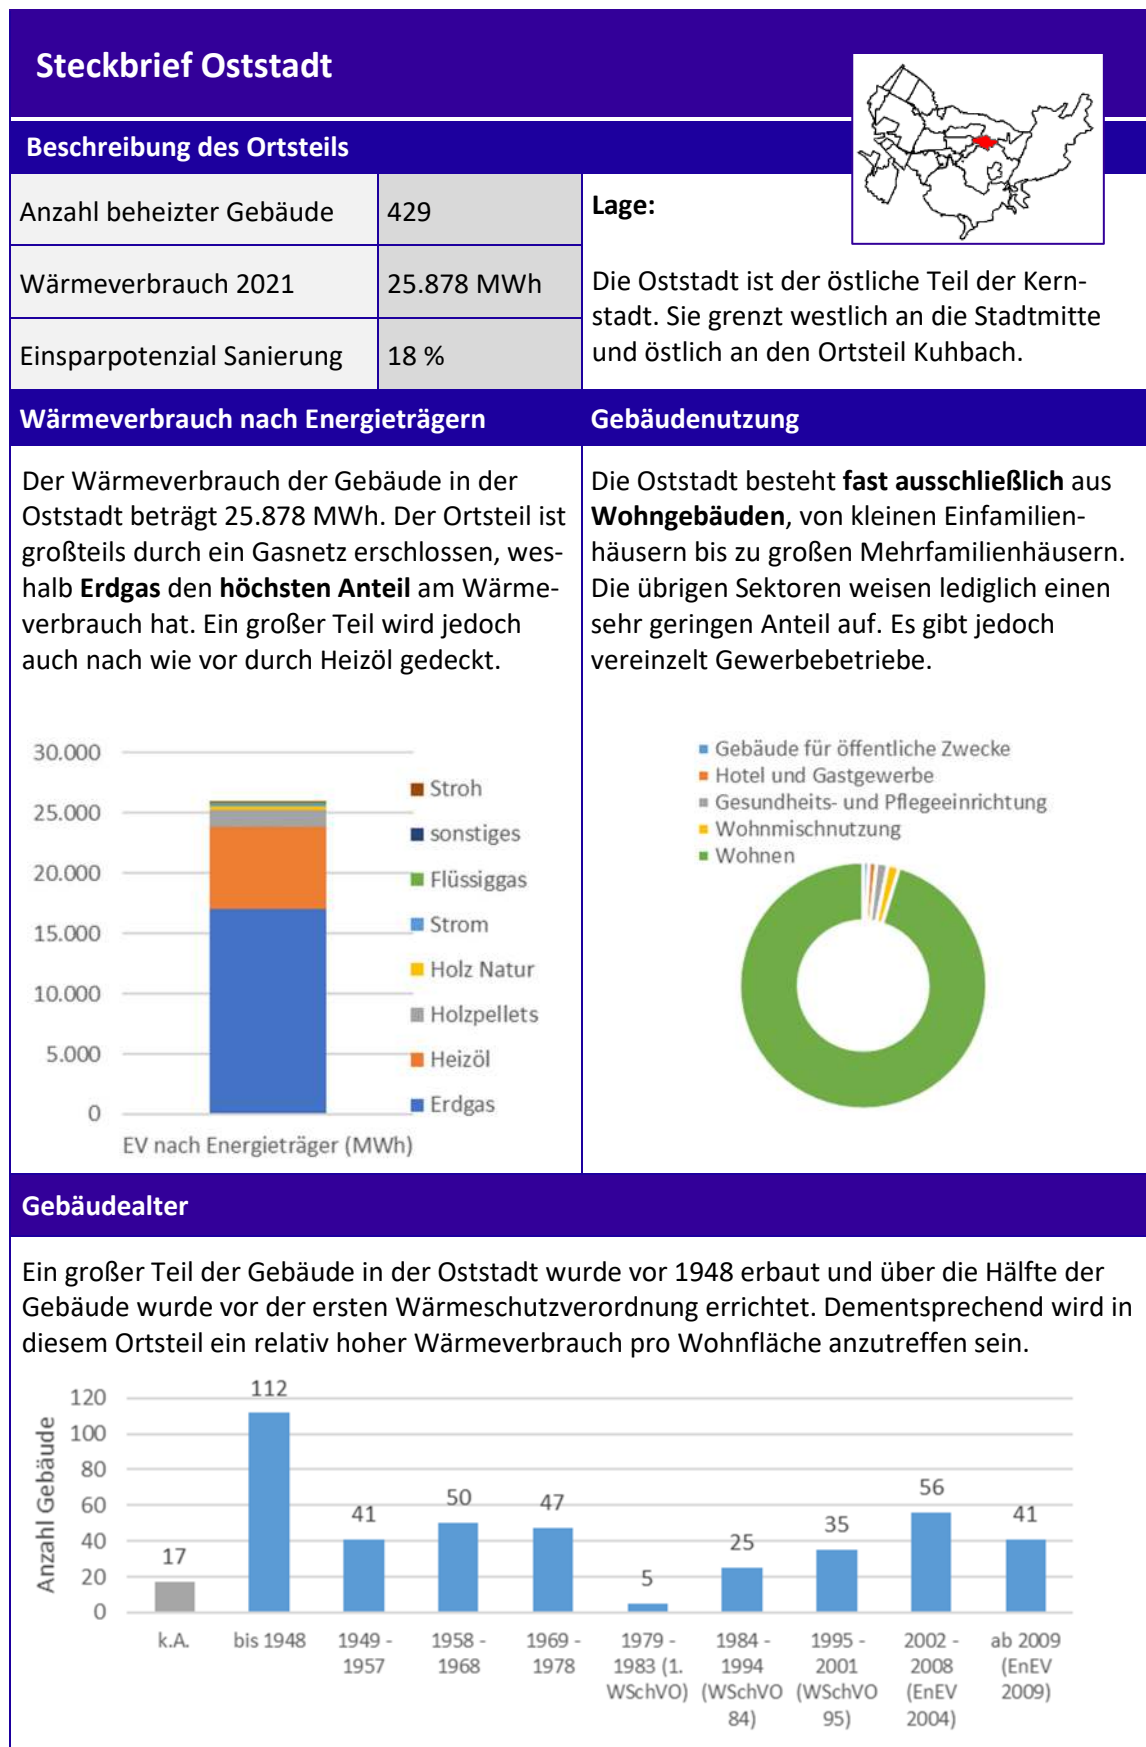 Steckbrief Oststadt
Beschreibung des Ortsteils
Anzahl beheizter Gebäude 429
Wärmeverbrauch 2021 25.878 MWh
Einsparpotenzial Sanierung 18 %
Lage:
Die Oststadt ist der östliche Teil der Kern-
stadt. Sie grenzt westlich an die Stadtmitte
und östlich an den Ortsteil Kuhbach.
Wärmeverbrauch nach Energieträgern
Der Wärmeverbrauch der Gebäude in der
Oststadt beträgt 25.878 MWh. Der Ortsteil ist
großteils durch ein Gasnetz erschlossen, wes-
halb Erdgas den höchsten Anteil am Wärme-
verbrauch hat. Ein großer Teil wird jedoch
auch nach wie vor durch Heizöl gedeckt.
30.000
25.000
20.000
15.000
10.000
5.000
0
EV nach Energieträger (MWh)
Stroh
sonstiges
Flüssiggas
Strom
Holz Natur
Holzpellets
Heizöl
Erdgas
Gebäudenutzung
Die Oststadt besteht fast ausschließlich aus
Wohngebäuden, von kleinen Einfamilien-
häusern bis zu großen Mehrfamilienhäusern.
Die übrigen Sektoren weisen lediglich einen
sehr geringen Anteil auf. Es gibt jedoch
vereinzelt Gewerbebetriebe.
Gebäude für öffentliche Zwecke
Hotel und Gastgewerbe
Gesundheits- und Pflegeeinrichtung
Wohnmischnutzung
Wohnen
Gebäudealter
Ein großer Teil der Gebäude in der Oststadt wurde vor 1948 erbaut und über die Hälfte der
Gebäude wurde vor der ersten Wärmeschutzverordnung errichtet. Dementsprechend wird in
diesem Ortsteil ein relativ hoher Wärmeverbrauch pro Wohnfläche anzutreffen sein.
Anzahl Gebäude
120
100
80
60
40
20
0
17 112 41 50 47 5 25 35 56 41
k.A. bis 1948 1949 - 1958 - 1969 - 1979 - 1984 - 1995 - 2002 - ab 2009
1957 1968 1978 1983 (1. 1994 2001 2008 (EnEV
WSchVO) (WSchVO (WSchVO (EnEV 2009)
84) 95) 2004)